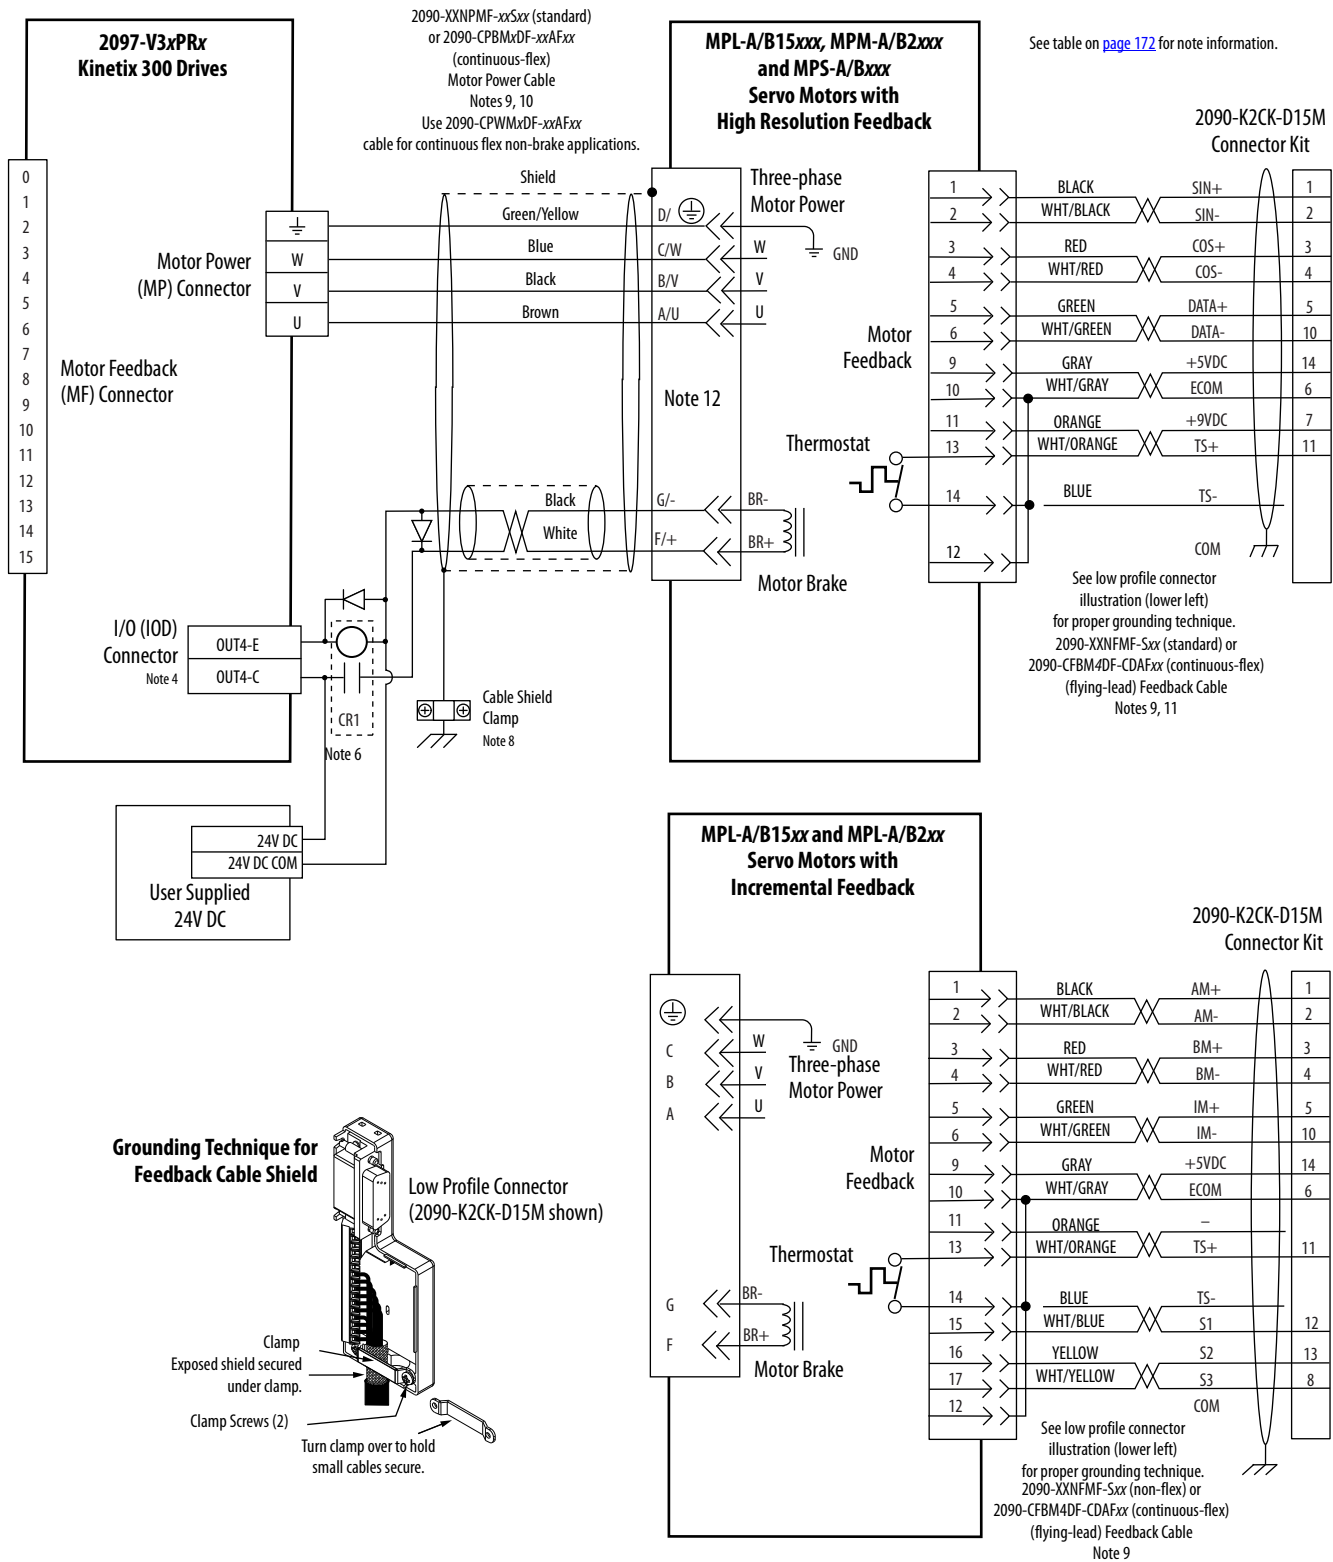 2097-V3xPRx
Kinetix 300 Drives
2090-XXNPMF-xxSxx (standard)
or 2090-CPBMxDF-xxAFxx
(continuous-flex)
Motor Power Cable
Notes 9, 10
Use 2090-CPWMxDF-xxAFxx
cable for continuous flex non-brake applications.
MPL-A/B15xxx, MPM-A/B2xxx
and MPS-A/Bxxx
Servo Motors with
High Resolution Feedback
See table on page 172 for note information.
2090-K2CK-D15M
Connector Kit
0
1
2
3
4
5
6
7
8
9
10
11
12
13
14
15
Motor Feedback
(MF) Connector
Motor Power
(MP) Connector
W
V
U
Shield
Green/Yellow
Blue
Black
Brown
D/
C/W
B/V
A/U
Three-phase
Motor Power
GND
W
V
U
Note 12
Black
White
G/-
F/+
BR-
BR+
Motor Brake
Motor
Feedback
Thermostat
1 BLACK SIN+ 1
2 WHT/BLACK SIN- 2
3 RED COS+ 3
4 WHT/RED COS- 4
5 GREEN DATA+ 5
6 WHT/GREEN DATA- 10
9 GRAY +5VDC 14
10 WHT/GRAY ECOM 6
11 ORANGE +9VDC 7
13 WHT/ORANGE TS+ 11
14 BLUE TS-
12 COM
See low profile connector
illustration (lower left)
for proper grounding technique.
2090-XXNFMF-Sxx (standard) or
2090-CFBM4DF-CDAFxx (continuous-flex)
(flying-lead) Feedback Cable
Notes 9, 11
I/O (IOD)
Connector
Note 4
OUT4-E
OUT4-C
CR1
Note 6
Cable Shield
Clamp
Note 8
24V DC
24V DC COM
User Supplied
24V DC
MPL-A/B15xx and MPL-A/B2xx
Servo Motors with
Incremental Feedback
2090-K2CK-D15M
Connector Kit
C
B
A
W
V
U
GND
Three-phase
Motor Power
G
F
BR-
BR+
Motor Brake
Motor
Feedback
Thermostat
1 BLACK AM+ 1
2 WHT/BLACK AM- 2
3 RED BM+ 3
4 WHT/RED BM- 4
5 GREEN IM+ 5
6 WHT/GREEN IM- 10
9 GRAY +5VDC 14
10 WHT/GRAY ECOM 6
11 ORANGE –
13 WHT/ORANGE TS+ 11
14 BLUE TS-
15 WHT/BLUE S1 12
16 YELLOW S2 13
17 WHT/YELLOW S3 8
12 COM
See low profile connector
illustration (lower left)
for proper grounding technique.
2090-XXNFMF-Sxx (non-flex) or
2090-CFBM4DF-CDAFxx (continuous-flex)
(flying-lead) Feedback Cable
Note 9
Grounding Technique for
Feedback Cable Shield
Low Profile Connector
(2090-K2CK-D15M shown)
Clamp
Exposed shield secured
under clamp.
Clamp Screws (2)
Turn clamp over to hold
small cables secure.